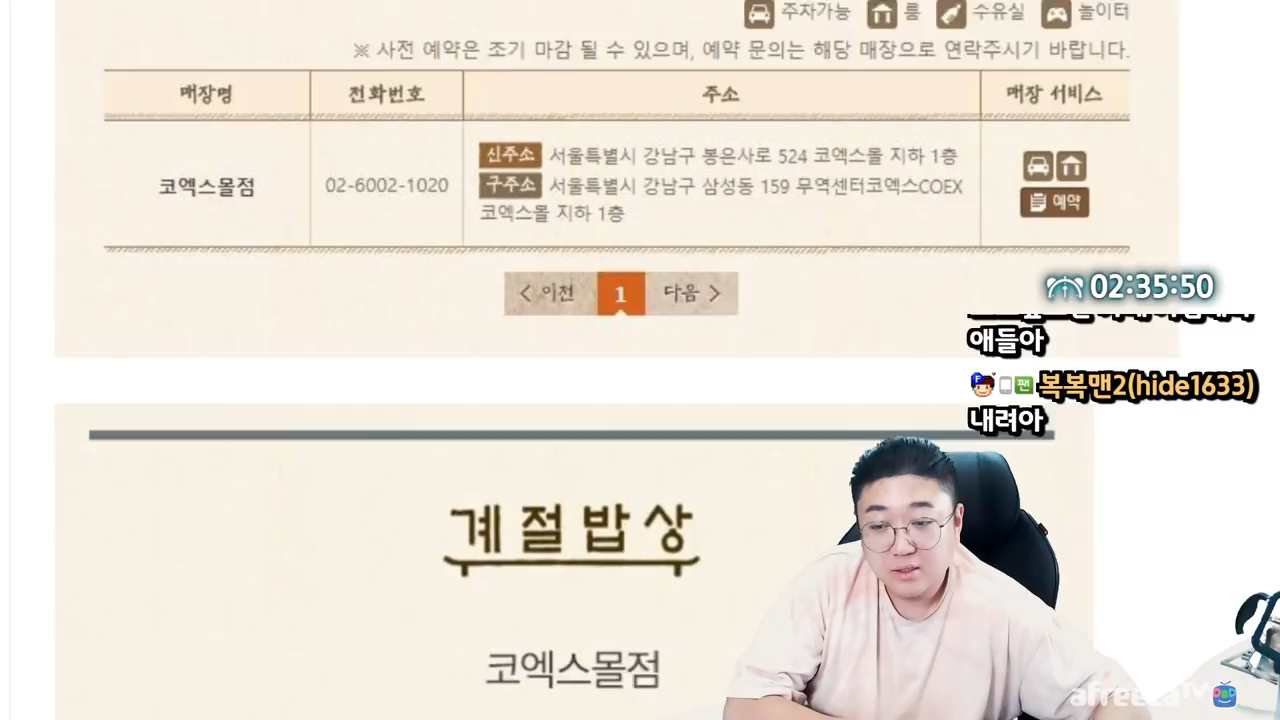 주차가능 룸 수유실 놀이터
※ 사전 예약은 조기 마감 될 수 있으며, 예약 문의는 해당 매장으로 연락주시기 바랍니다.
매장명 전화번호 주소 매장 서비스
코엑스몰점 02-6002-1020
신주소 서울특별시 강남구 봉은사로 524 코엑스몰 지하 1층
구주소 서울특별시 강남구 삼성동 159 무역센터코엑스COEX
코엑스몰 지하 1층
예약
< 이전 1 다음 >
02:35:50
애들아
F 팬 복복맨2(hide1633)
내려아
계절밥상
코엑스몰점
afreecaTV